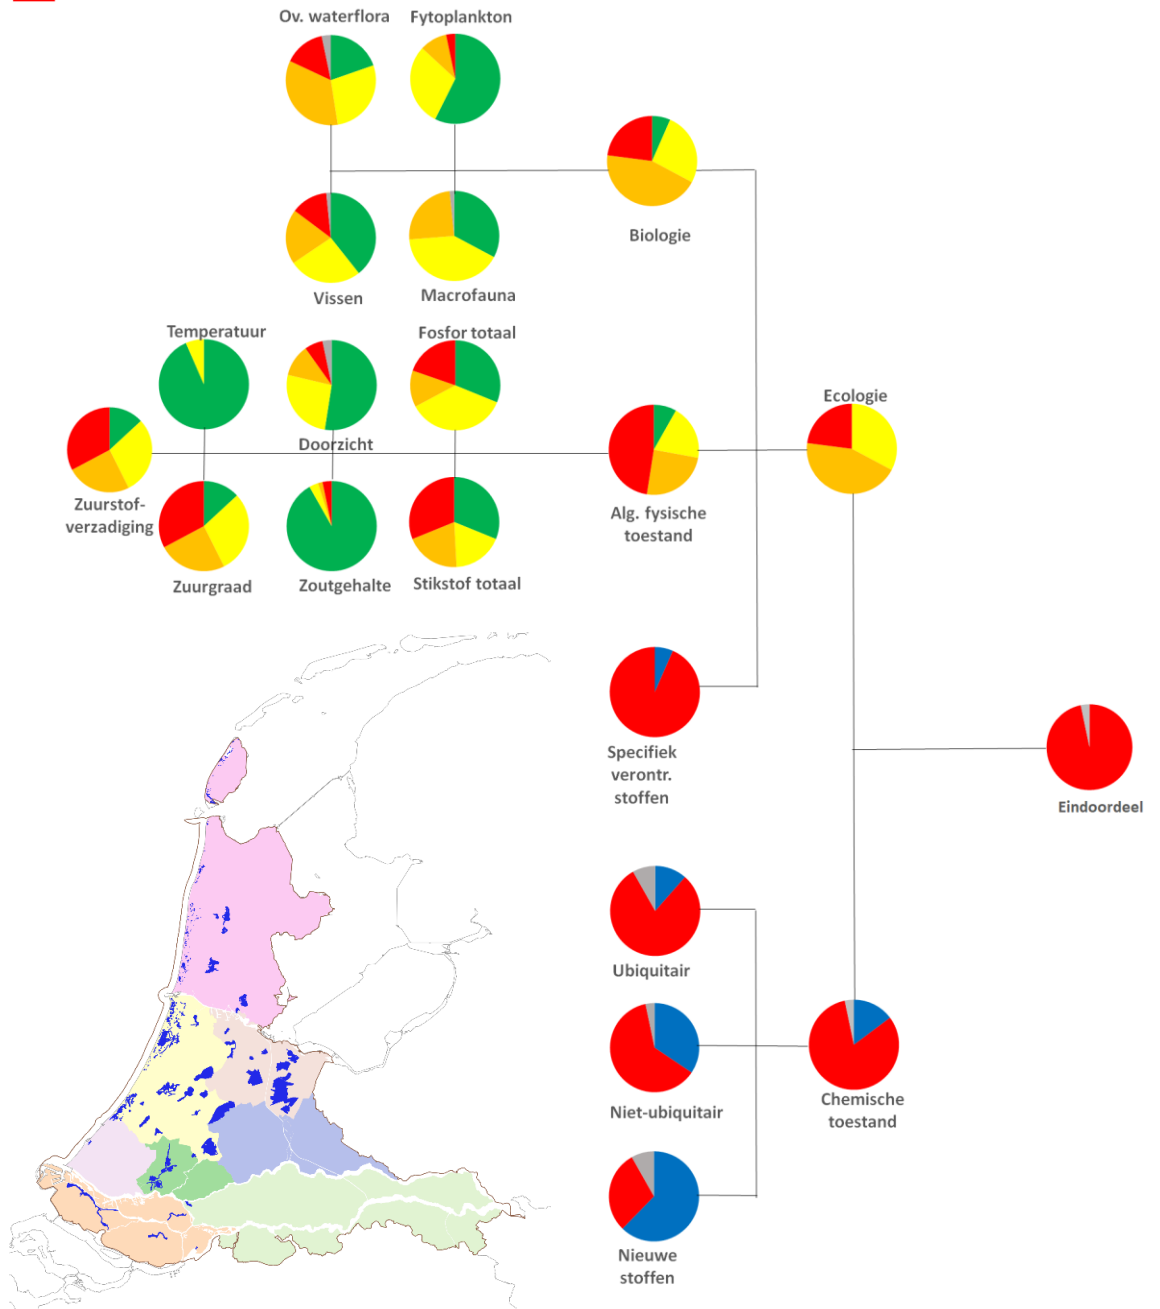 Ov. waterflora
Fytoplankton
Biologie
Vissen
Macrofauna
Temperatuur
Fosfor totaal
Doorzicht
Ecologie
Zuurstof-
verzadiging
Alg. fysische
toestand
Zuurgraad
Zoutgehalte
Stikstof totaal
Specifiek
verontr.
stoffen
Eindoordeel
Ubiquitair
Niet-ubiquitair
Chemische
toestand
Nieuwe
stoffen